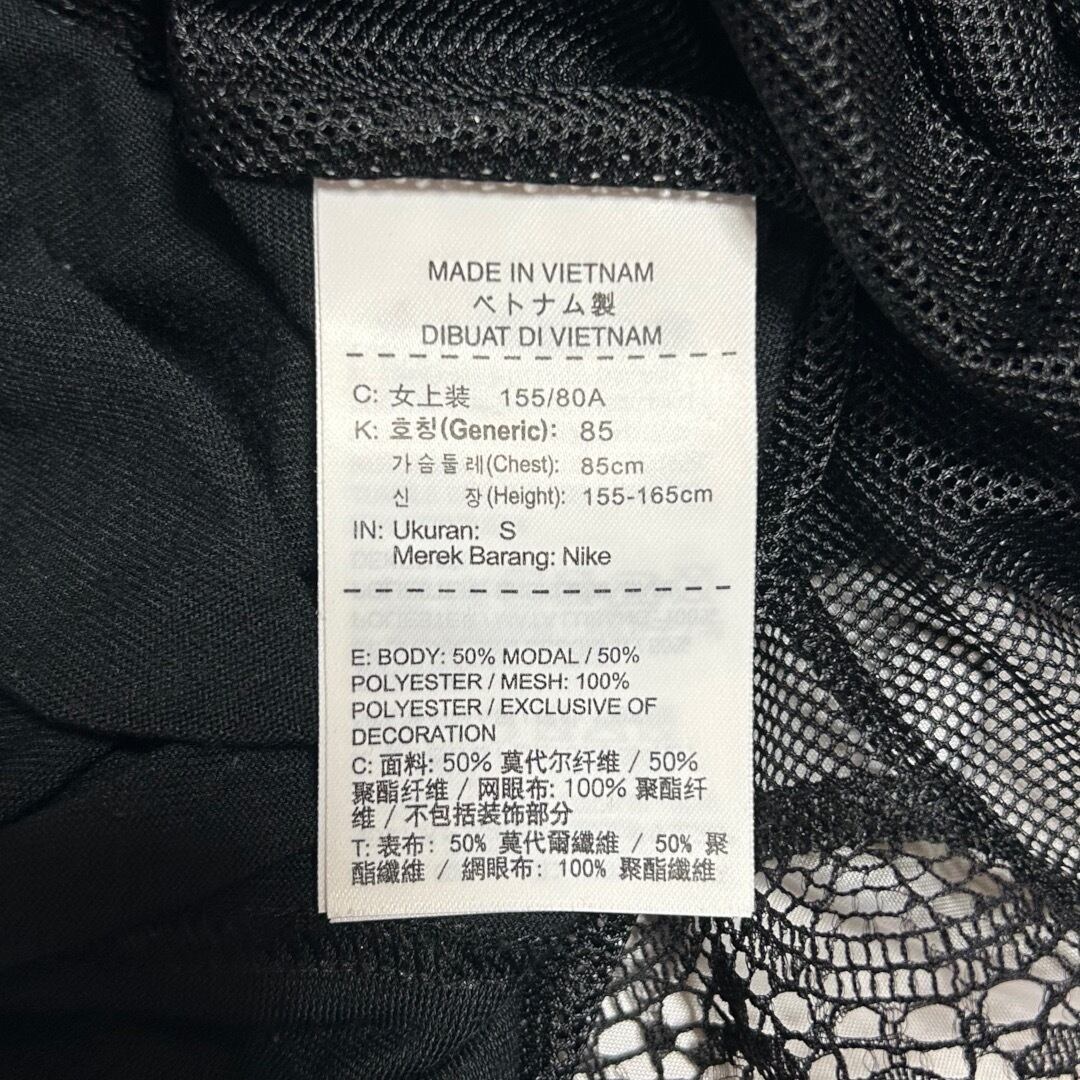 MADE IN VIETNAM
ベトナム製
DIBUAT DI VIETNAM
C: 女上装 155/80A
K: 호칭(Generic): 85
가슴둘레(Chest): 85cm
신 장(Height): 155-165cm
IN: Ukuran: S
Merek Barang: Nike
E: BODY: 50% MODAL / 50%
POLYESTER / MESH: 100%
POLYESTER / EXCLUSIVE OF
DECORATION
C: 面料: 50% 莫代尔纤维 / 50%
聚酯纤维 / 网眼布: 100% 聚酯纤
维 / 不包括装饰部分
T: 表布: 50% 莫代爾纖維 / 50% 聚
酯纖維 / 網眼布: 100% 聚酯纖維